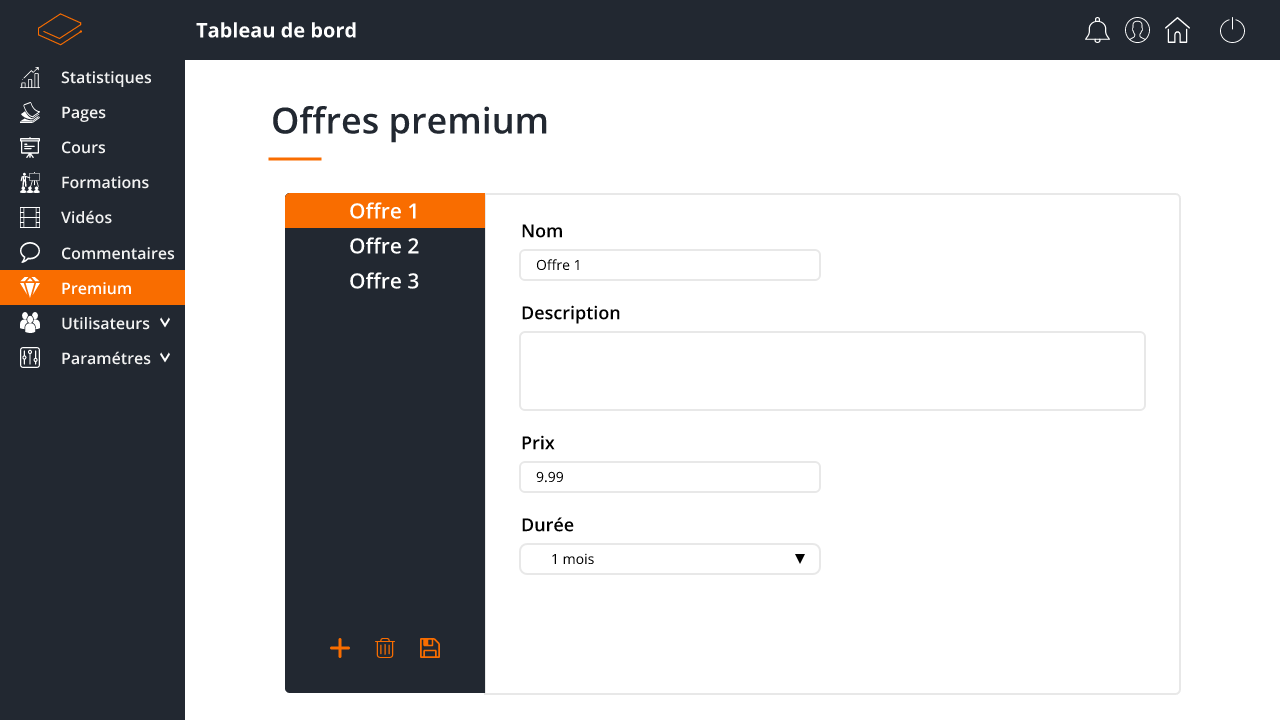 Tableau de bord
Statistiques
Pages
Cours
Formations
Vidéos
Commentaires
Premium
Utilisateurs
Paramétres
Offres premium
Offre 1
Offre 2
Offre 3
Nom
Offre 1
Description
Prix
9.99
Durée
1 mois